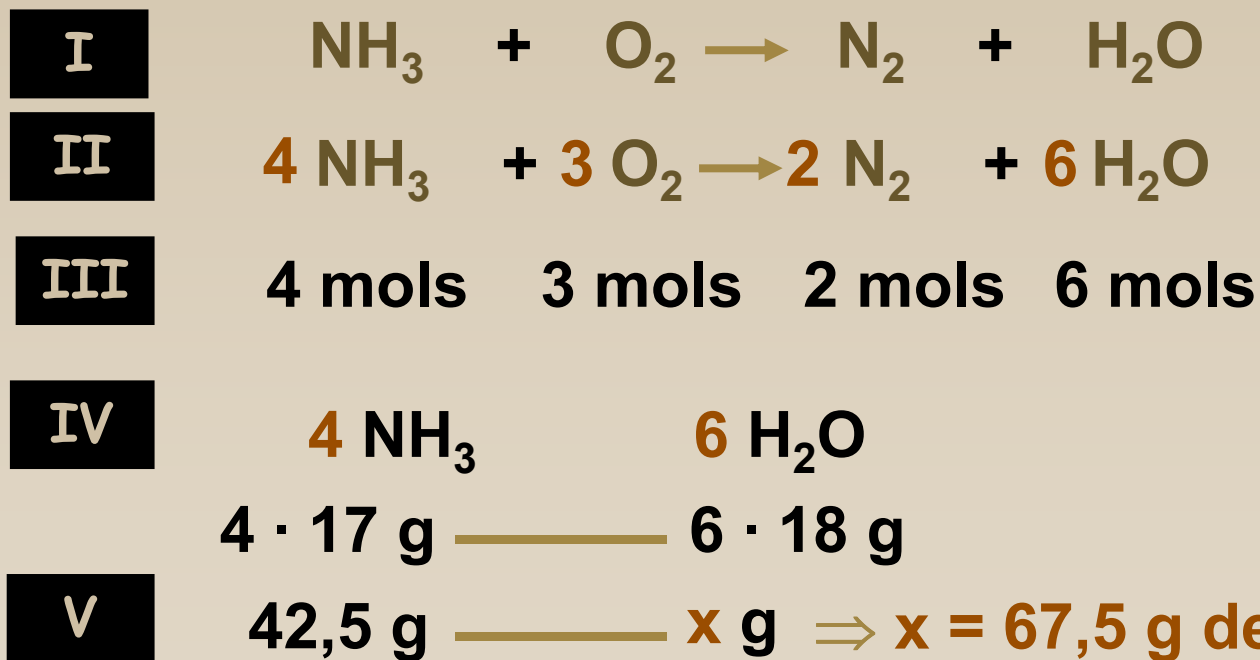 I NH₃ + O₂ → N₂ + H₂O
II 4 NH₃ + 3 O₂ → 2 N₂ + 6 H₂O
III 4 mols 3 mols 2 mols 6 mols
IV 4 NH₃ 6 H₂O
4 · 17 g 6 · 18 g
V 42,5 g x g ⇒ x = 67,5 g de